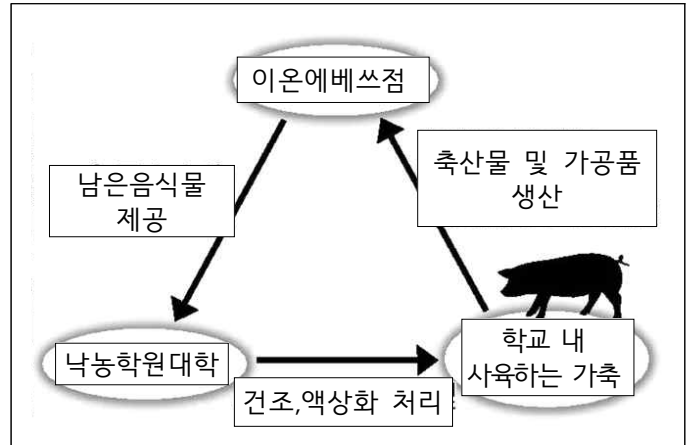 이온에베쓰점
축산물 및 가공품
생산
남은음식물
제공
학교 내
사육하는 가축
낙농학원대학
건조,액상화 처리